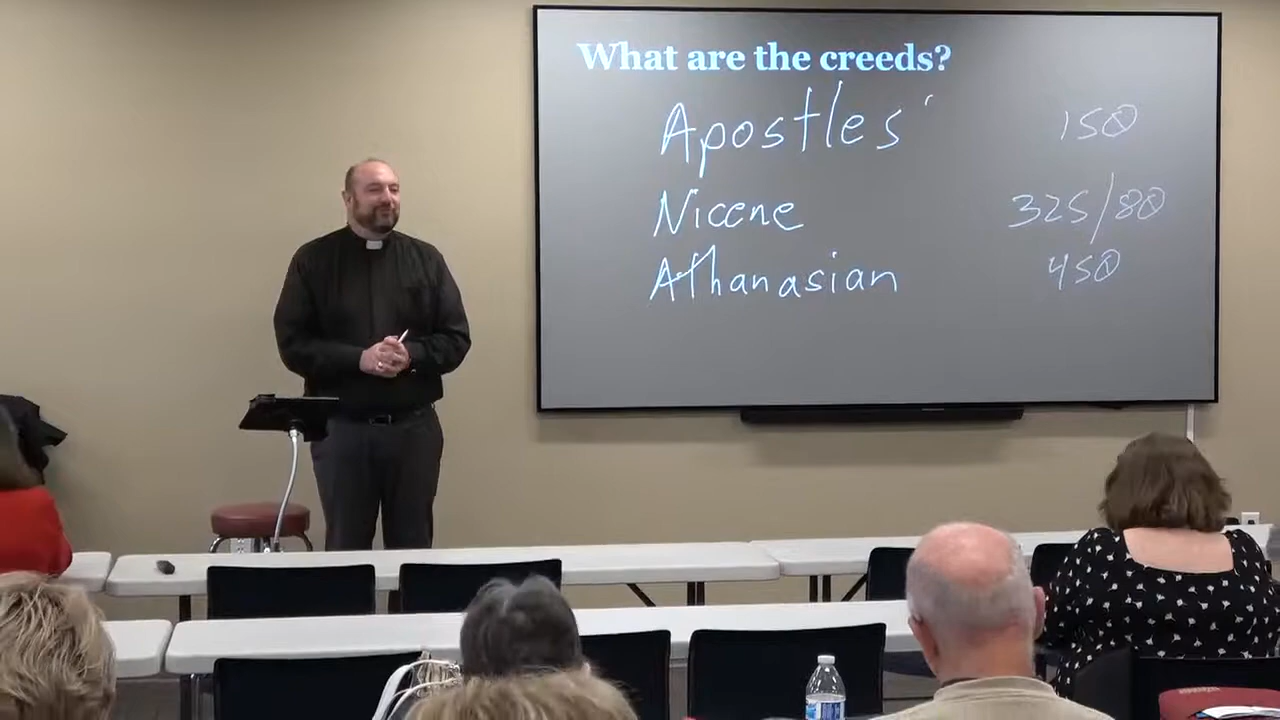 What are the creeds?
Apostles' 150
Nicene 325/80
Athanasian 450